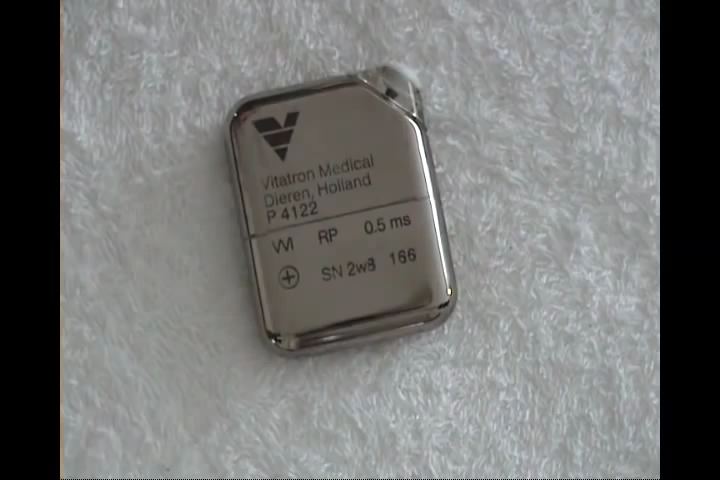 Vitatron Medical
Dieren, Holland
P 4122
VVI RP 0.5 ms
SN 2w8 166